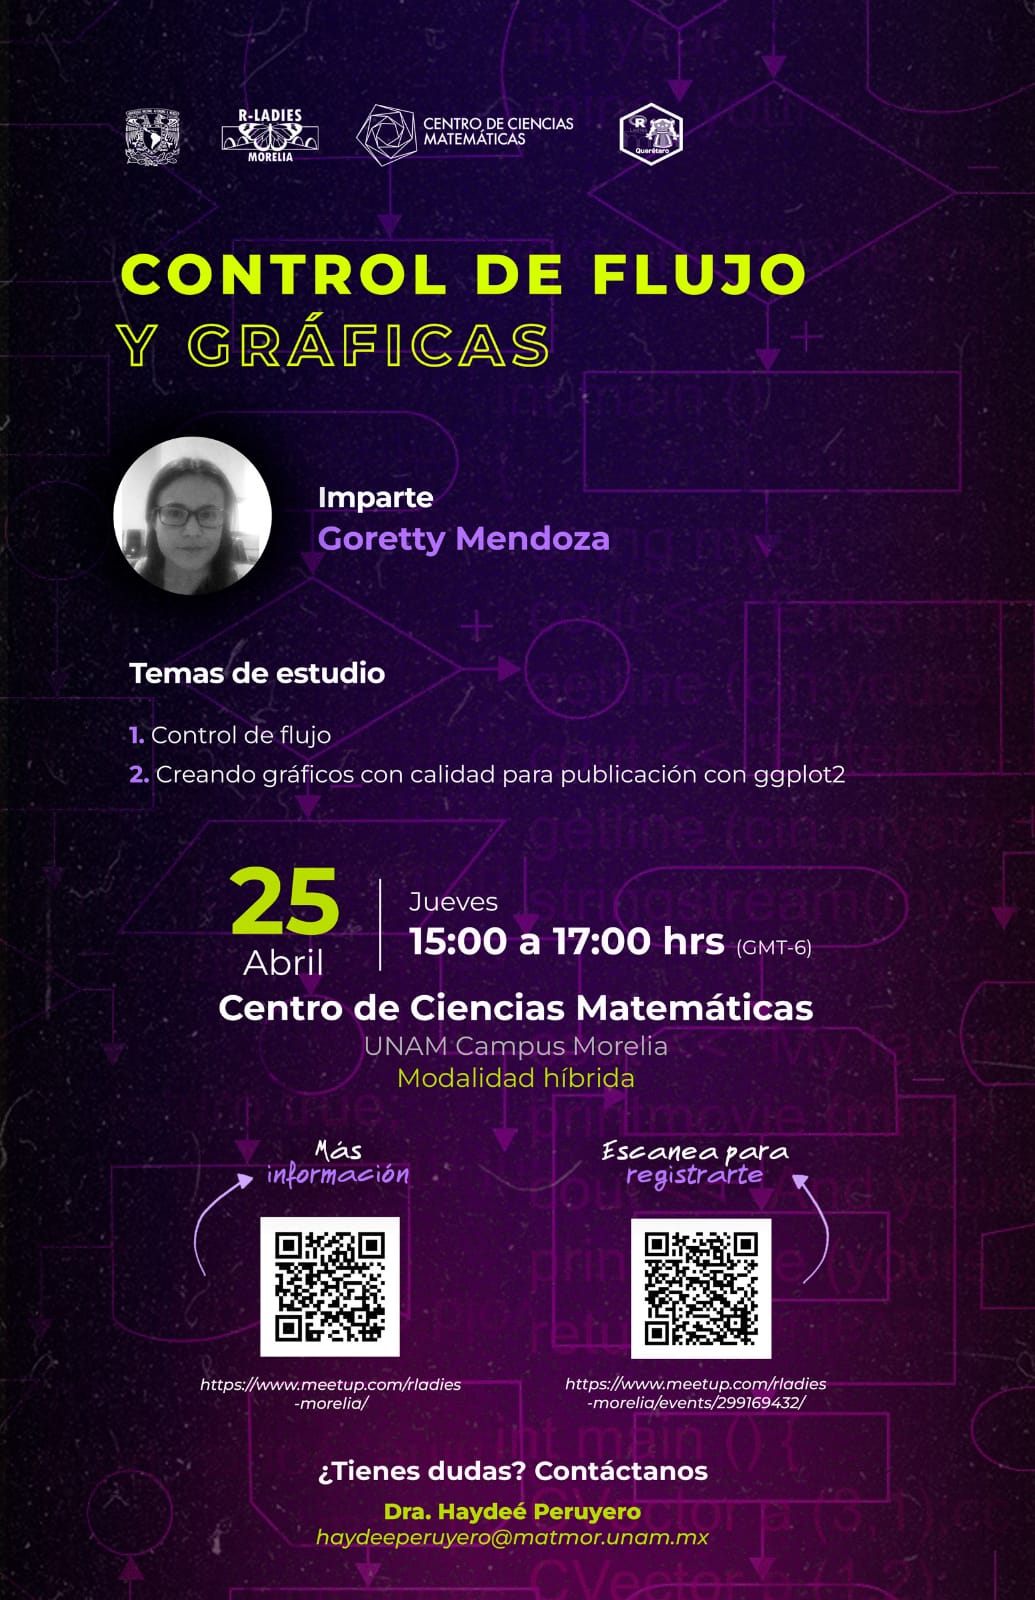 R-LADIES
MORELIA
CENTRO DE CIENCIAS
MATEMÁTICAS
R
Querétaro
CONTROL DE FLUJO
Y GRÁFICAS
Imparte
Goretty Mendoza
Temas de estudio
1. Control de flujo
2. Creando gráficos con calidad para publicación con ggplot2
25
Abril
Jueves
15:00 a 17:00 hrs (GMT-6)
Centro de Ciencias Matemáticas
UNAM Campus Morelia
Modalidad híbrida
Más
información
Escanea para
registrarte
https://www.meetup.com/rladies
-morelia/
https://www.meetup.com/rladies
-morelia/events/299169432/
¿Tienes dudas? Contáctanos
Dra. Haydeé Peruyero
haydeeperuyero@matmor.unam.mx
int main () {